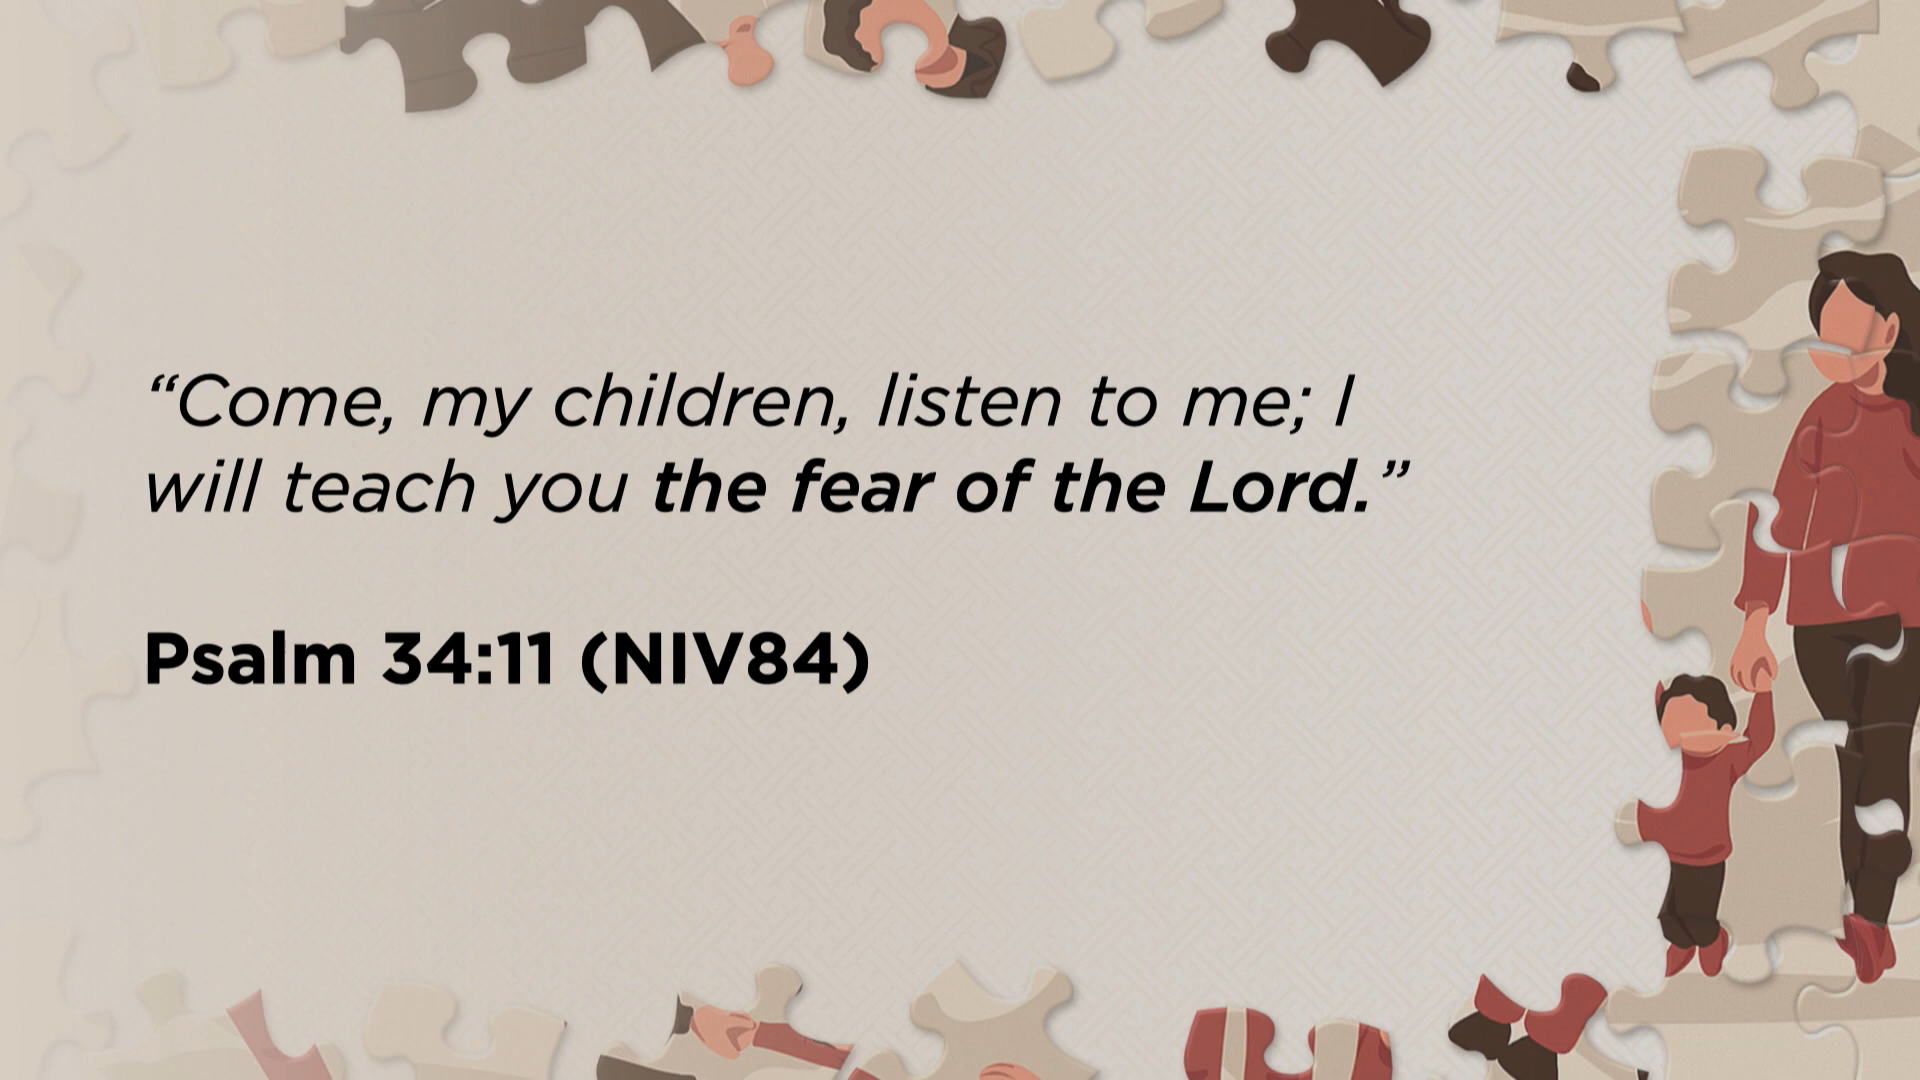 “Come, my children, listen to me; I
will teach you the fear of the Lord.”
Psalm 34:11 (NIV84)